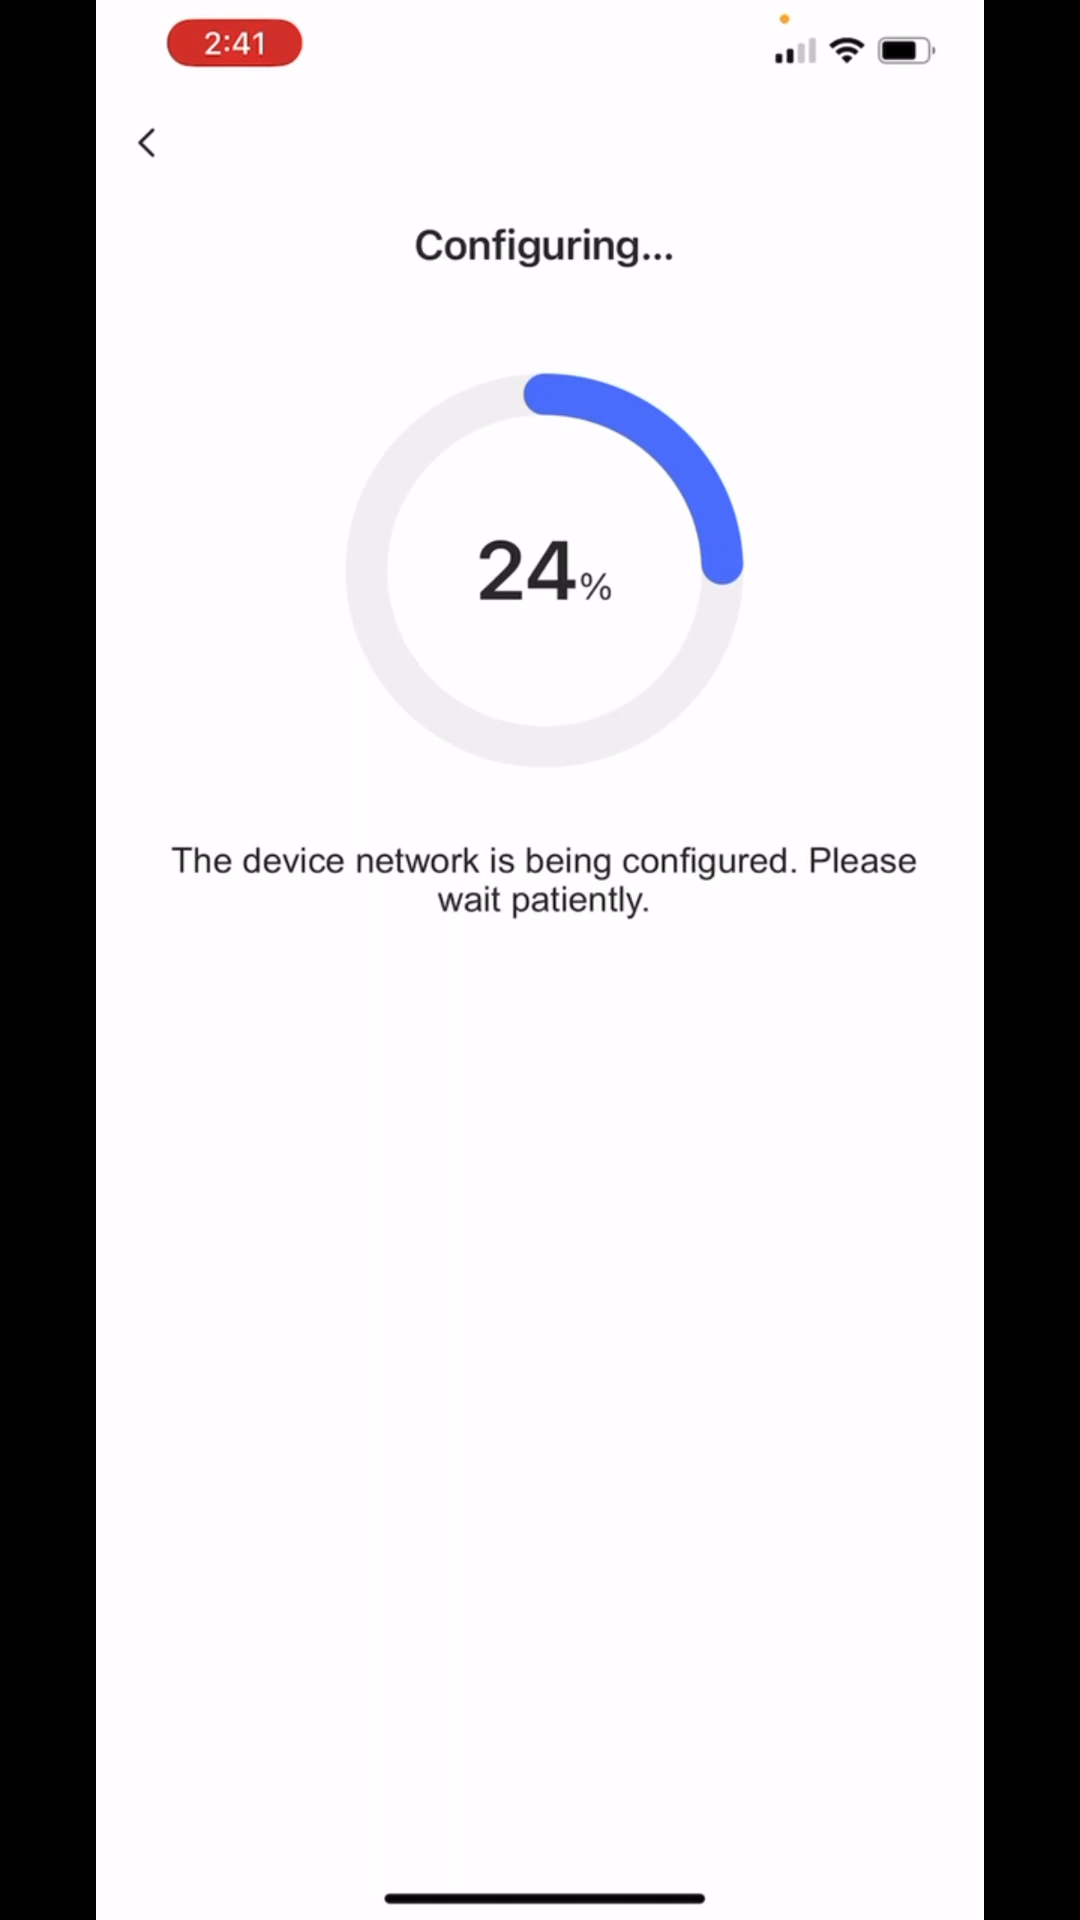 2:41
Configuring...
24%
The device network is being configured. Please
wait patiently.